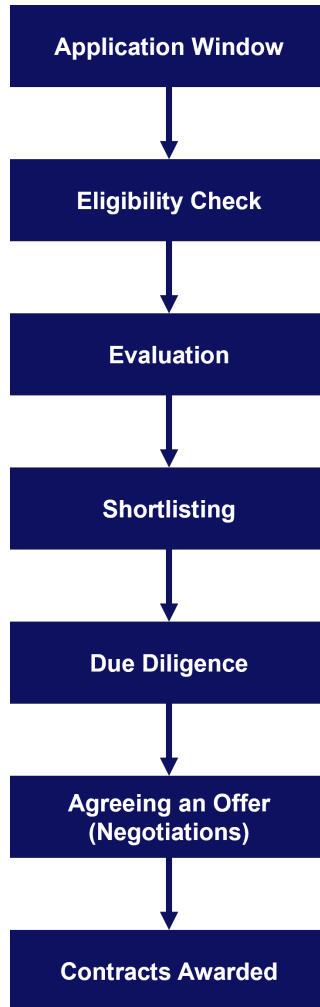 Application Window
Eligibility Check
Evaluation
Shortlisting
Due Diligence
Agreeing an Offer
(Negotiations)
Contracts Awarded